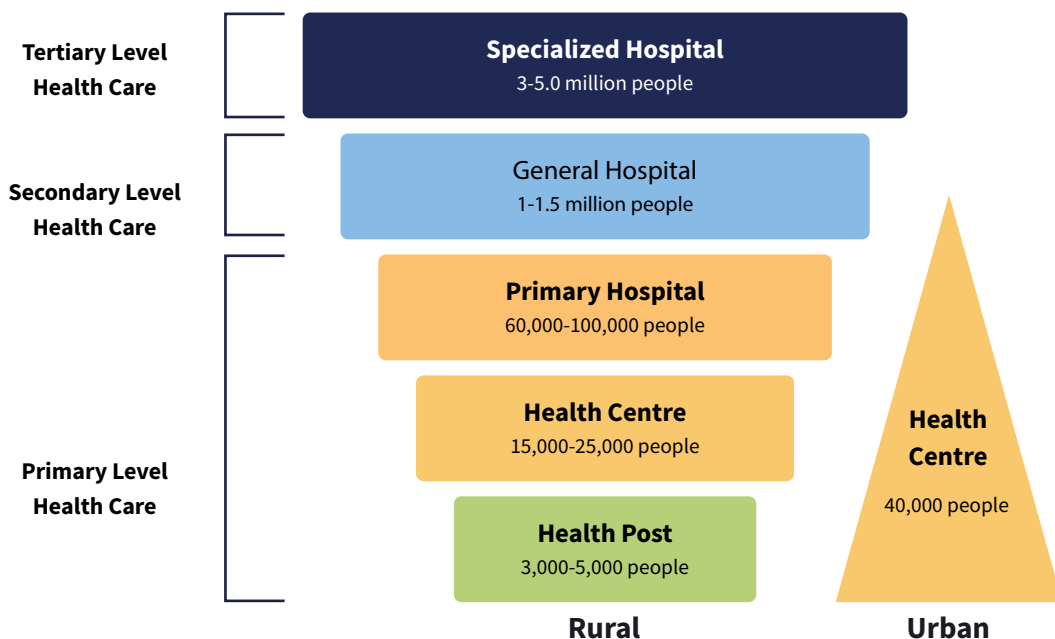 Tertiary Level
Health Care
Specialized Hospital
3-5.0 million people
Secondary Level
Health Care
General Hospital
1-1.5 million people
Primary Level
Health Care
Primary Hospital
60,000-100,000 people
Health Centre
15,000-25,000 people
Health Post
3,000-5,000 people
Rural
Health
Centre
40,000 people
Urban